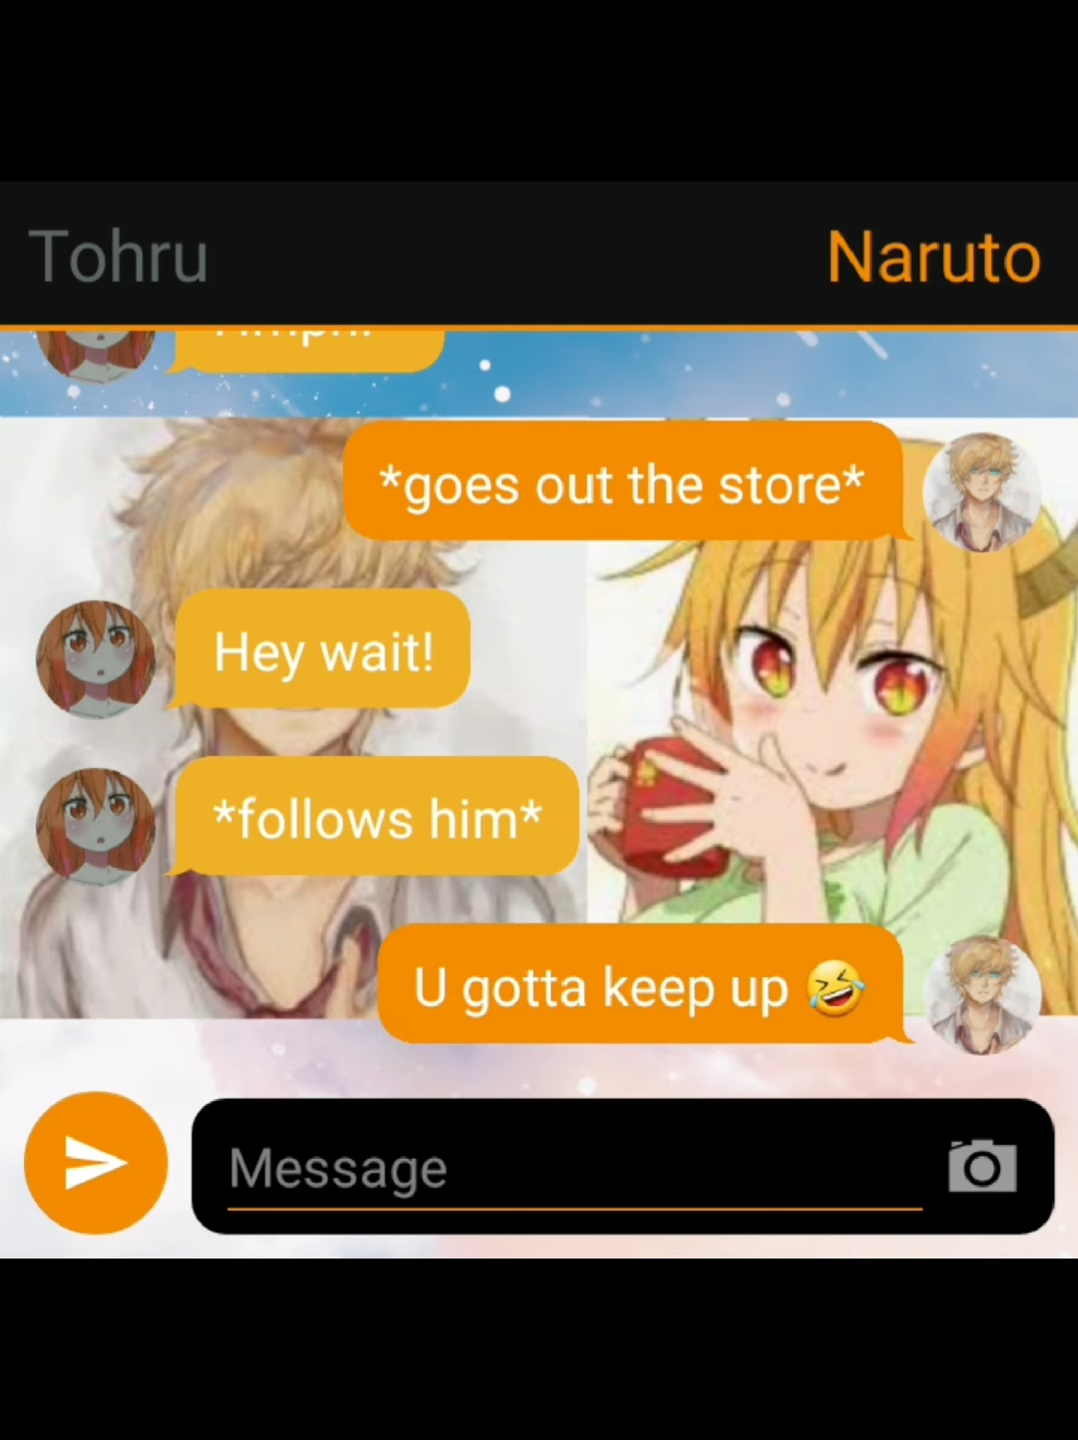 Tohru
Naruto
*goes out the store*
Hey wait!
*follows him*
U gotta keep up 🤣
Message